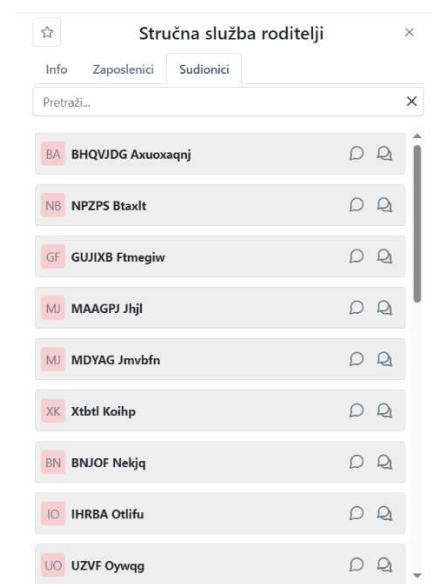 Stručna služba roditelji
Info Zaposlenici Sudionici
Pretraži...
BA BHQVJDG Axuoxaqnj
NB NPZPS Btaxlt
GF GUJIXB Ftmegiw
MJ MAAGPJ Jhjl
MJ MDYAG Jmvbfn
XK Xtbtl Koihp
BN BNJOF Nekjq
IO IHRBA Otlifu
UO UZVF Oywqg